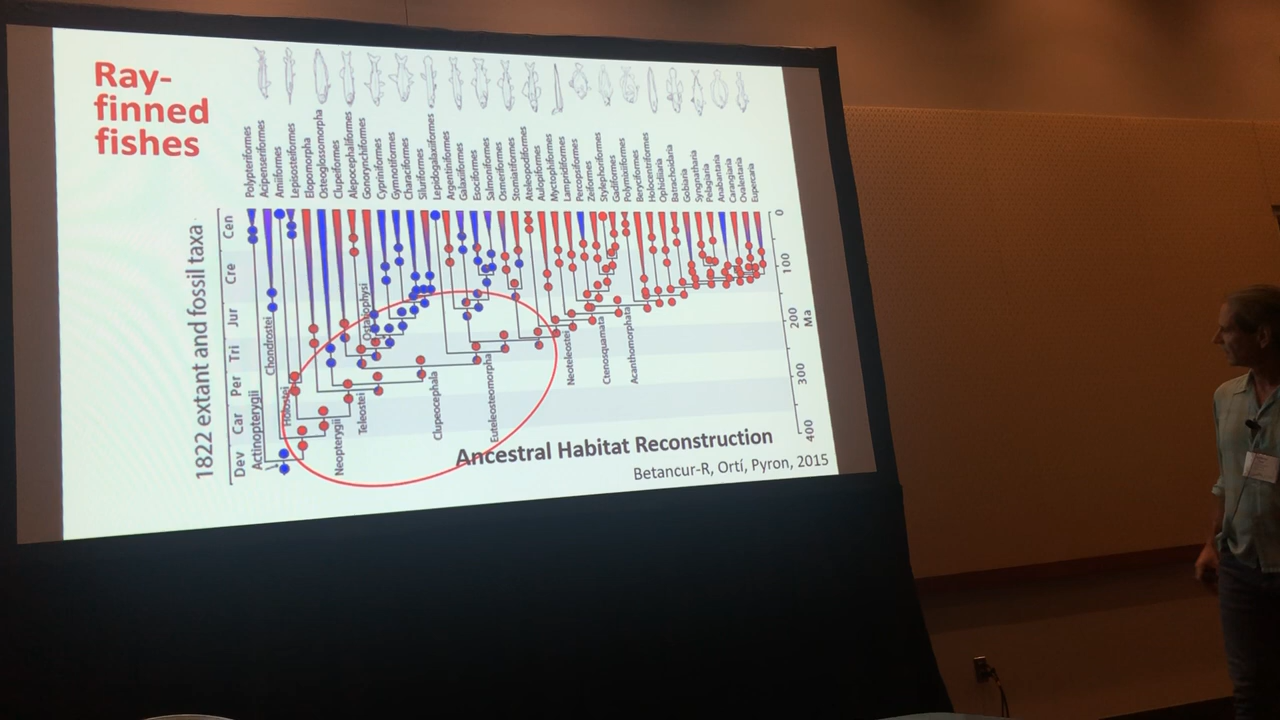 Ray-
finned
fishes
1822 extant and fossil taxa
Polypteriformes
Acipenseriformes
Amiiformes
Lepisosteiformes
Elopomorpha
Osteoglossomorpha
Clupeiformes
Alepocephaliformes
Gonorynchiformes
Cypriniformes
Gymnotiformes
Characiformes
Siluriformes
Lepidogalaxiiformes
Argentiniformes
Galaxiiformes
Esociformes
Salmoniformes
Osmeriformes
Stomiatiformes
Ateleopodiformes
Aulopiformes
Myctophiformes
Lampridiformes
Percopsiformes
Zeiformes
Stylephoriformes
Gadiformes
Polymixiiformes
Beryciformes
Holocentriformes
Ophidiaria
Batrachoidaria
Gobiaria
Syngnatharia
Pelagiaria
Anabantaria
Carangiaria
Ovalentaria
Eupercaria
Cen
Cre
Jur
Tri
Per
Car
Dev
Actinopterygii
Chondrostei
Holostei
Neopterygii
Teleostei
Ostariophysi
Clupeocephala
Euteleosteomorpha
Neoteleostei
Ctenosquamata
Acanthomorphata
0
100
200
Ma
300
400
Ancestral Habitat Reconstruction
Betancur-R, Ortí, Pyron, 2015